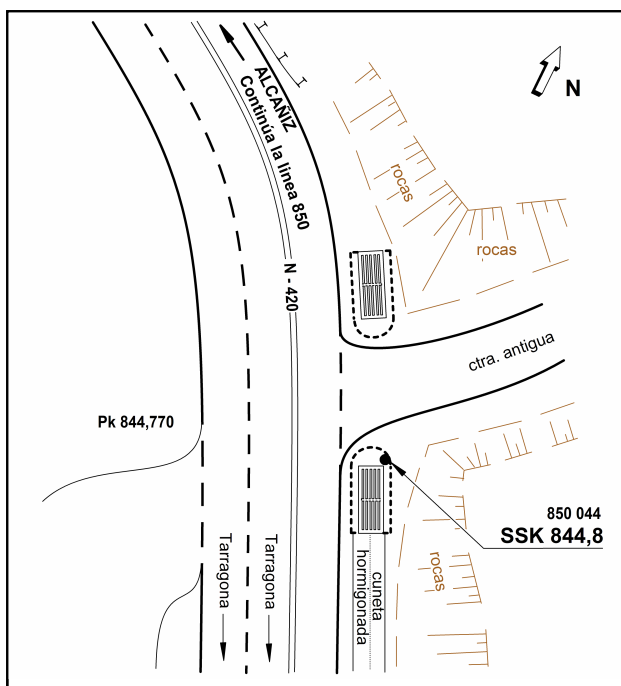 N
ALCAÑIZ
Continúa la línea 850
rocas
rocas
N - 420
ctra. antigua
Pk 844,770
850 044
SSK 844,8
Tarragona
Tarragona
cuneta
hormigonada
rocas